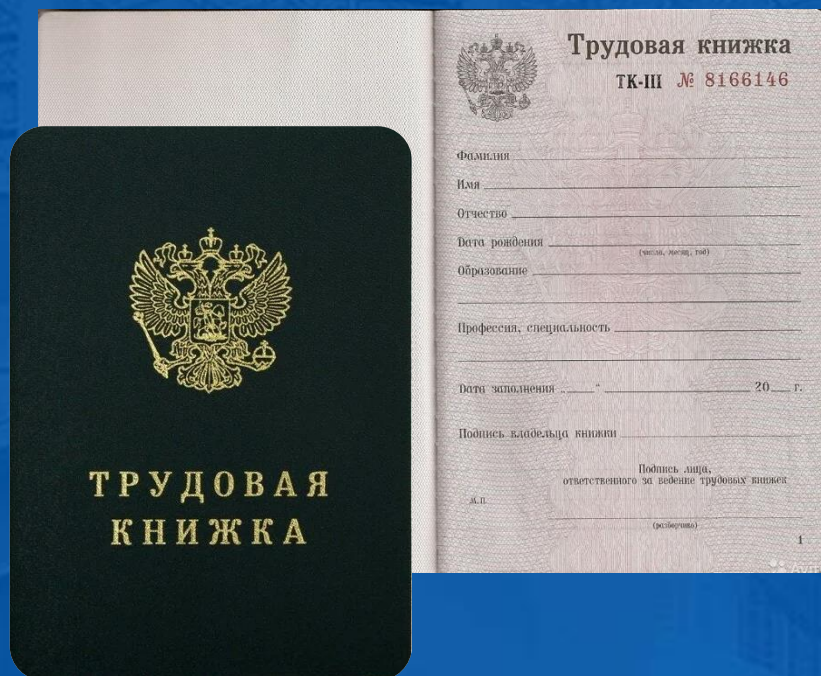 ТРУДОВАЯ
КНИЖКА
Трудовая книжка
ТК-III № 8166146
Фамилия
Имя
Отчество
Дата рождения
(число, месяц, год)
Образование
Профессия, специальность
Дата заполнения „ “ 20 г.
Подпись владельца книжки
Подпись лица,
ответственного за ведение трудовых книжек
М.П.
(разборчиво)
1
Avito